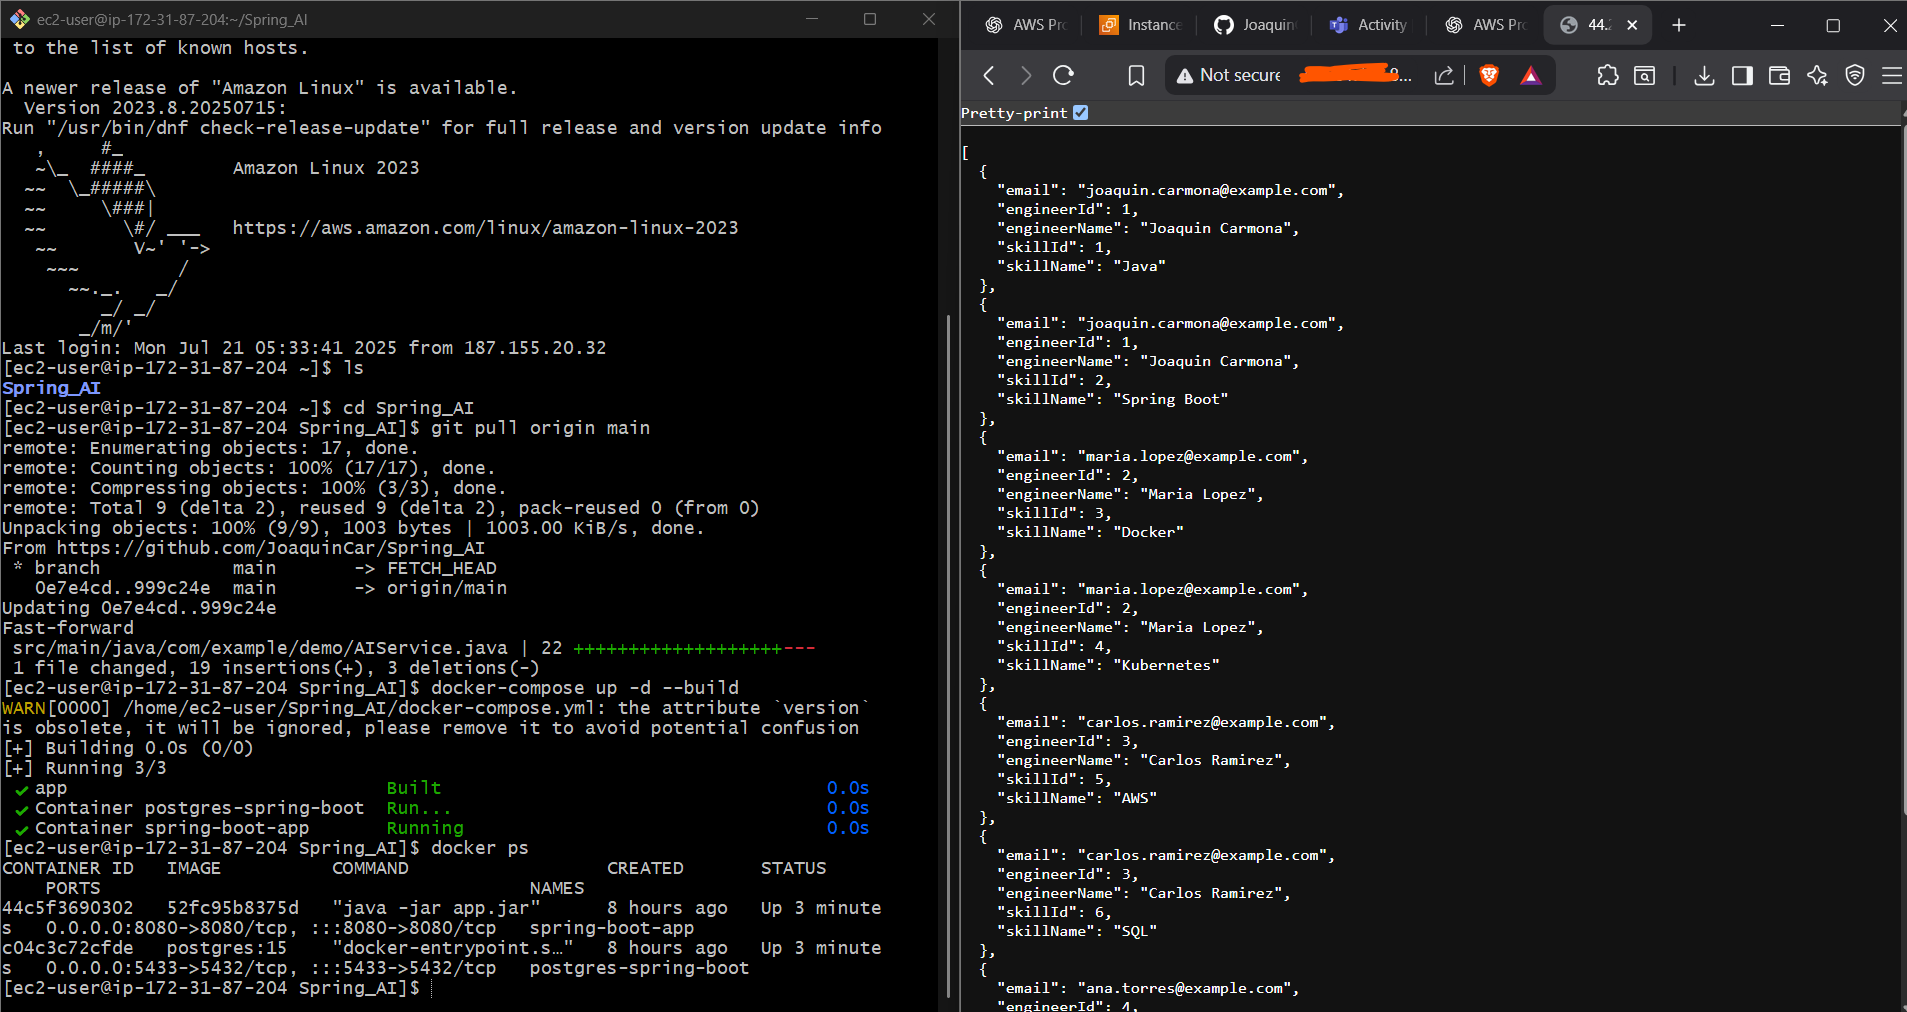 ec2-user@ip-172-31-87-204:~/Spring_AI
to the list of known hosts.
A newer release of "Amazon Linux" is available.
Version 2023.8.20250715:
Run "/usr/bin/dnf check-release-update" for full release and version update info
,     #_
~\_  ####_        Amazon Linux 2023
~~  \_#####\
~~     \###|
~~       \#/ ___   https://aws.amazon.com/linux/amazon-linux-2023
~~       V~' '->
~~~         /
~~._.   _/
_/ _/
_/m/'
Last login: Mon Jul 21 05:33:41 2025 from 187.155.20.32
[ec2-user@ip-172-31-87-204 ~]$ ls
Spring_AI
[ec2-user@ip-172-31-87-204 ~]$ cd Spring_AI
[ec2-user@ip-172-31-87-204 Spring_AI]$ git pull origin main
remote: Enumerating objects: 17, done.
remote: Counting objects: 100% (17/17), done.
remote: Compressing objects: 100% (3/3), done.
remote: Total 9 (delta 2), reused 9 (delta 2), pack-reused 0 (from 0)
Unpacking objects: 100% (9/9), 1003 bytes | 1003.00 KiB/s, done.
From https://github.com/JoaquinCar/Spring_AI
* branch            main       -> FETCH_HEAD
0e7e4cd..999c24e  main       -> origin/main
Updating 0e7e4cd..999c24e
Fast-forward
src/main/java/com/example/demo/AIService.java | 22 +++++++++++++++++++---
1 file changed, 19 insertions(+), 3 deletions(-)
[ec2-user@ip-172-31-87-204 Spring_AI]$ docker-compose up -d --build
WARN[0000] /home/ec2-user/Spring_AI/docker-compose.yml: the attribute `version`
is obsolete, it will be ignored, please remove it to avoid potential confusion
[+] Building 0.0s (0/0)
[+] Running 3/3
✔ app                          Built                                  0.0s
✔ Container postgres-spring-boot  Run...                              0.0s
✔ Container spring-boot-app       Running                             0.0s
[ec2-user@ip-172-31-87-204 Spring_AI]$ docker ps
CONTAINER ID   IMAGE          COMMAND                  CREATED       STATUS
PORTS                                       NAMES
44c5f3690302   52fc95b8375d   "java -jar app.jar"      8 hours ago   Up 3 minute
s   0.0.0.0:8080->8080/tcp, :::8080->8080/tcp   spring-boot-app
c04c3c72cfde   postgres:15    "docker-entrypoint.s…"   8 hours ago   Up 3 minute
s   0.0.0.0:5433->5432/tcp, :::5433->5432/tcp   postgres-spring-boot
[ec2-user@ip-172-31-87-204 Spring_AI]$
AWS Pr
Instance
Joaquin
Activity
AWS Pr
44.
Not secure
8...
Pretty-print
[
{
"email": "joaquin.carmona@example.com",
"engineerId": 1,
"engineerName": "Joaquin Carmona",
"skillId": 1,
"skillName": "Java"
},
{
"email": "joaquin.carmona@example.com",
"engineerId": 1,
"engineerName": "Joaquin Carmona",
"skillId": 2,
"skillName": "Spring Boot"
},
{
"email": "maria.lopez@example.com",
"engineerId": 2,
"engineerName": "Maria Lopez",
"skillId": 3,
"skillName": "Docker"
},
{
"email": "maria.lopez@example.com",
"engineerId": 2,
"engineerName": "Maria Lopez",
"skillId": 4,
"skillName": "Kubernetes"
},
{
"email": "carlos.ramirez@example.com",
"engineerId": 3,
"engineerName": "Carlos Ramirez",
"skillId": 5,
"skillName": "AWS"
},
{
"email": "carlos.ramirez@example.com",
"engineerId": 3,
"engineerName": "Carlos Ramirez",
"skillId": 6,
"skillName": "SQL"
},
{
"email": "ana.torres@example.com",
"engineerId": 4,